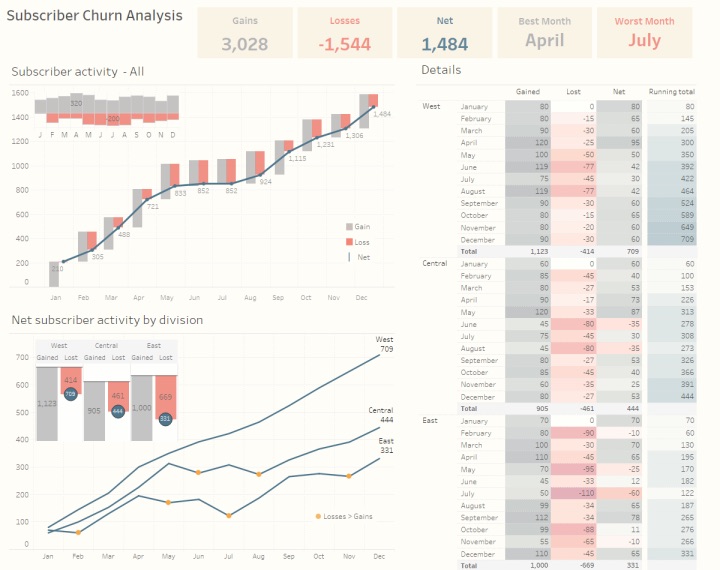 Subscriber Churn Analysis
Gains
3,028
Losses
-1,544
Net
1,484
Best Month
April
Worst Month
July
Subscriber activity - All
1600
1400
1200
1000
800
600
400
200
0
320
-200
J F M A M J J A S O N D
210
305
488
721
833
852
852
924
1,115
1,231
1,306
1,484
Gain
Loss
Net
Jan Feb Mar Apr May Jun Jul Aug Sep Oct Nov Dec
Net subscriber activity by division
700
600
500
400
300
200
100
0
West Central East
Gained Lost Gained Lost Gained Lost
1,123 414 709
905 461 444
1,000 669 331
West
709
Central
444
East
331
Losses > Gains
Jan Feb Mar Apr May Jun Jul Aug Sep Oct Nov Dec
Details
Gained Lost Net Running total
West January 80 0 80 80
February 80 -15 65 145
March 90 -30 60 205
April 120 -25 95 300
May 100 -50 50 350
June 119 -77 42 392
July 75 -45 30 422
August 119 -77 42 464
September 90 -30 60 524
October 80 -15 65 589
November 80 -20 60 649
December 90 -30 60 709
Total 1,123 -414 709
Central January 60 0 60 60
February 85 -45 40 100
March 80 -27 53 153
April 90 -17 73 226
May 120 -33 87 313
June 45 -80 -35 278
July 75 -45 30 308
August 45 -80 -35 273
September 80 -27 53 326
October 85 -45 40 366
November 60 -35 25 391
December 80 -27 53 444
Total 905 -461 444
East January 70 0 70 70
February 80 -90 -10 60
March 100 -30 70 130
April 110 -45 65 195
May 70 -95 -25 170
June 45 -33 12 182
July 50 -110 -60 122
August 99 -34 65 187
September 112 -34 78 265
October 99 -88 11 276
November 55 -65 -10 266
December 110 -45 65 331
Total 1,000 -669 331